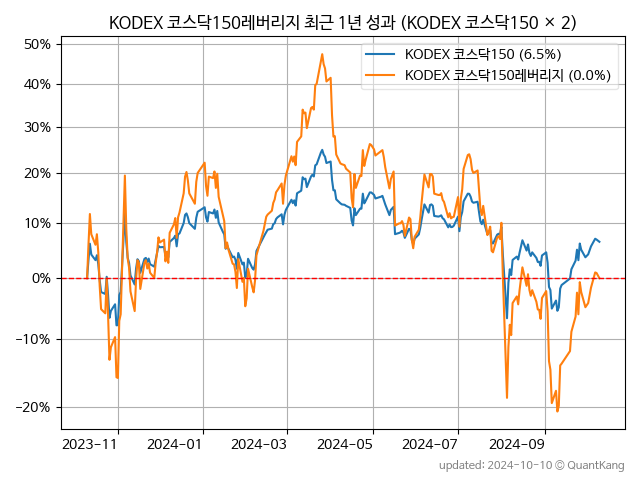 KODEX 코스닥150레버리지 최근 1년 성과 (KODEX 코스닥150 × 2)
KODEX 코스닥150 (6.5%)
KODEX 코스닥150레버리지 (0.0%)
50%
40%
30%
20%
10%
0%
−10%
−20%
2023-11 2024-01 2024-03 2024-05 2024-07 2024-09
updated: 2024-10-10 © QuantKang